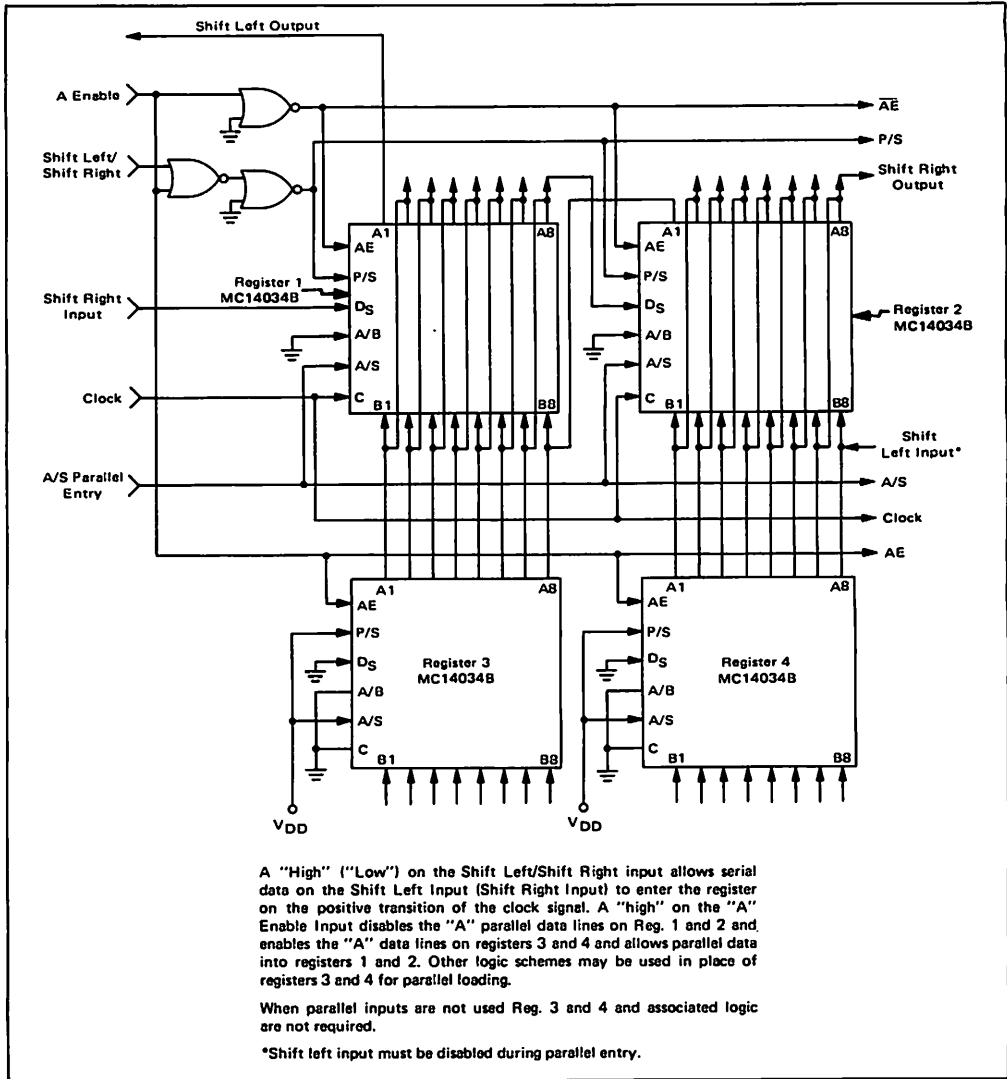 Shift Left Output
A Enable
AE
P/S
Shift Left/
Shift Right
Shift Right
Output
A1
A8
A1
A8
AE
AE
P/S
P/S
Register 1
MC14034B
Shift Right
Input
DS
DS
Register 2
MC14034B
A/B
A/B
A/S
A/S
Clock
C
C
B1
B8
B1
B8
Shift
Left Input*
A/S Parallel
Entry
A/S
Clock
AE
A1
A8
A1
A8
AE
AE
P/S
P/S
DS
DS
Register 3
MC14034B
Register 4
MC14034B
A/B
A/B
A/S
A/S
C
C
B1
B8
B1
B8
VDD
VDD
A "High" ("Low") on the Shift Left/Shift Right input allows serial
data on the Shift Left Input (Shift Right Input) to enter the register
on the positive transition of the clock signal. A "high" on the "A"
Enable Input disables the "A" parallel data lines on Reg. 1 and 2 and
enables the "A" data lines on registers 3 and 4 and allows parallel data
into registers 1 and 2. Other logic schemes may be used in place of
registers 3 and 4 for parallel loading.
When parallel inputs are not used Reg. 3 and 4 and associated logic
are not required.
*Shift left input must be disabled during parallel entry.